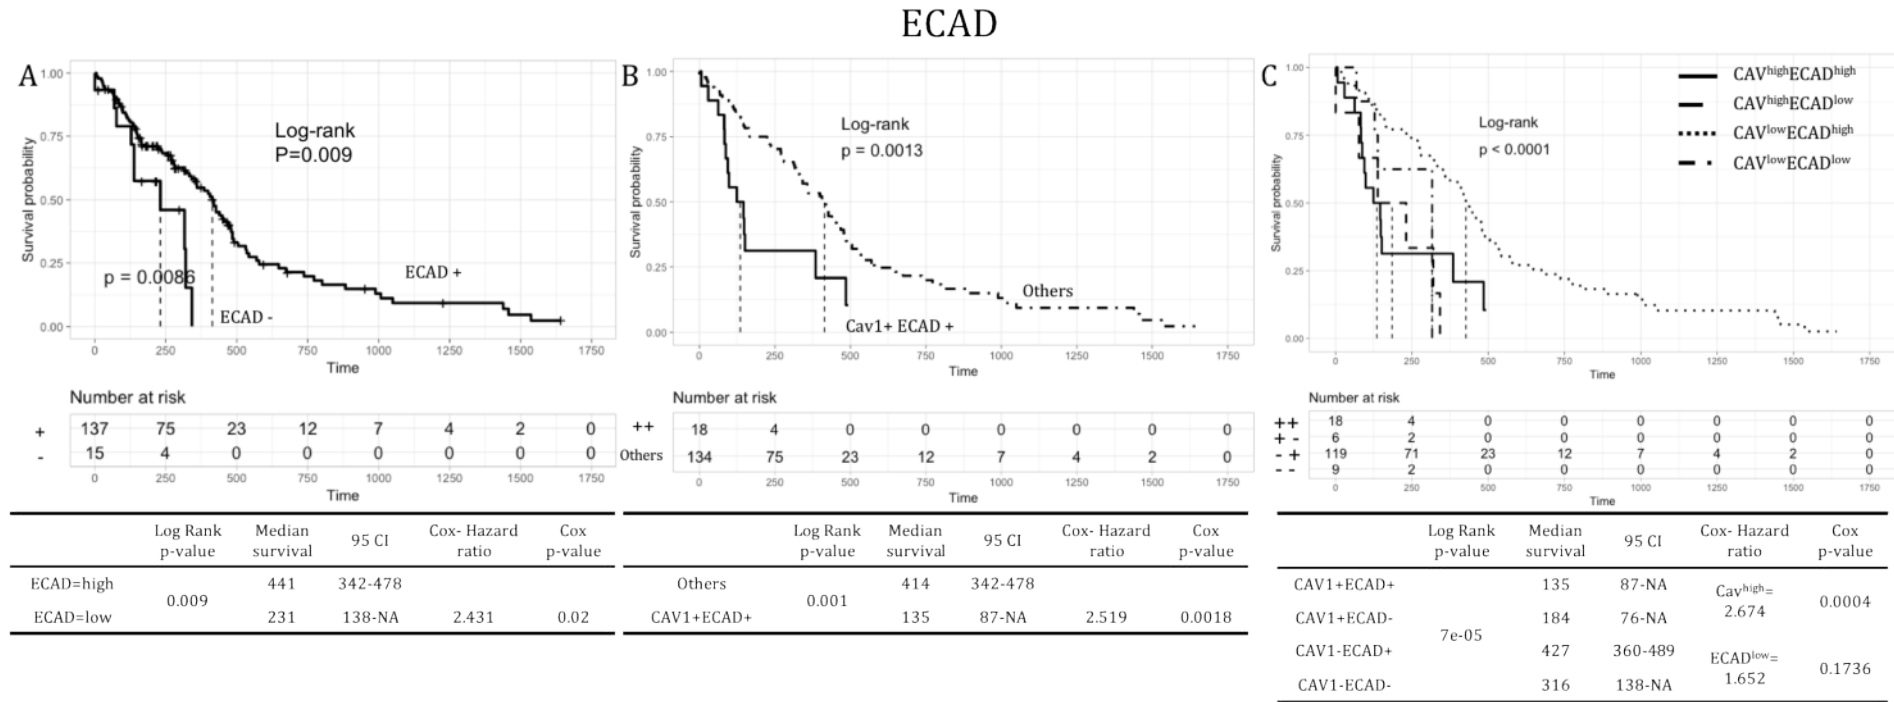 ECAD
A
1.00
0.75
0.50
0.25
0.00
Survival probability
Log-rank
P=0.009
p = 0.0086
ECAD +
ECAD -
0 250 500 750 1000 1250 1500 1750
Time
Number at risk
+ 137 75 23 12 7 4 2 0
- 15 4 0 0 0 0 0 0
0 250 500 750 1000 1250 1500 1750
Time
Log Rank p-value Median survival 95 CI Cox- Hazard ratio Cox p-value
ECAD=high 441 342-478
0.009
ECAD=low 231 138-NA 2.431 0.02
B
1.00
0.75
0.50
0.25
0.00
Survival probability
Log-rank
p = 0.0013
Others
Cav1+ ECAD +
0 250 500 750 1000 1250 1500 1750
Time
Number at risk
++ 18 4 0 0 0 0 0 0
Others 134 75 23 12 7 4 2 0
0 250 500 750 1000 1250 1500 1750
Time
Log Rank p-value Median survival 95 CI Cox- Hazard ratio Cox p-value
Others 414 342-478
0.001
CAV1+ECAD+ 135 87-NA 2.519 0.0018
C
1.00
0.75
0.50
0.25
0.00
Survival probability
Log-rank
p < 0.0001
CAVhighECADhigh
CAVhighECADlow
CAVlowECADhigh
CAVlowECADlow
0 250 500 750 1000 1250 1500 1750
Time
Number at risk
++ 18 4 0 0 0 0 0 0
+ - 6 2 0 0 0 0 0 0
- + 119 71 23 12 7 4 2 0
- - 9 2 0 0 0 0 0 0
0 250 500 750 1000 1250 1500 1750
Time
Log Rank p-value Median survival 95 CI Cox- Hazard ratio Cox p-value
CAV1+ECAD+ 135 87-NA
Cavhigh= 2.674 0.0004
CAV1+ECAD- 184 76-NA
7e-05
CAV1-ECAD+ 427 360-489
ECADlow= 1.652 0.1736
CAV1-ECAD- 316 138-NA